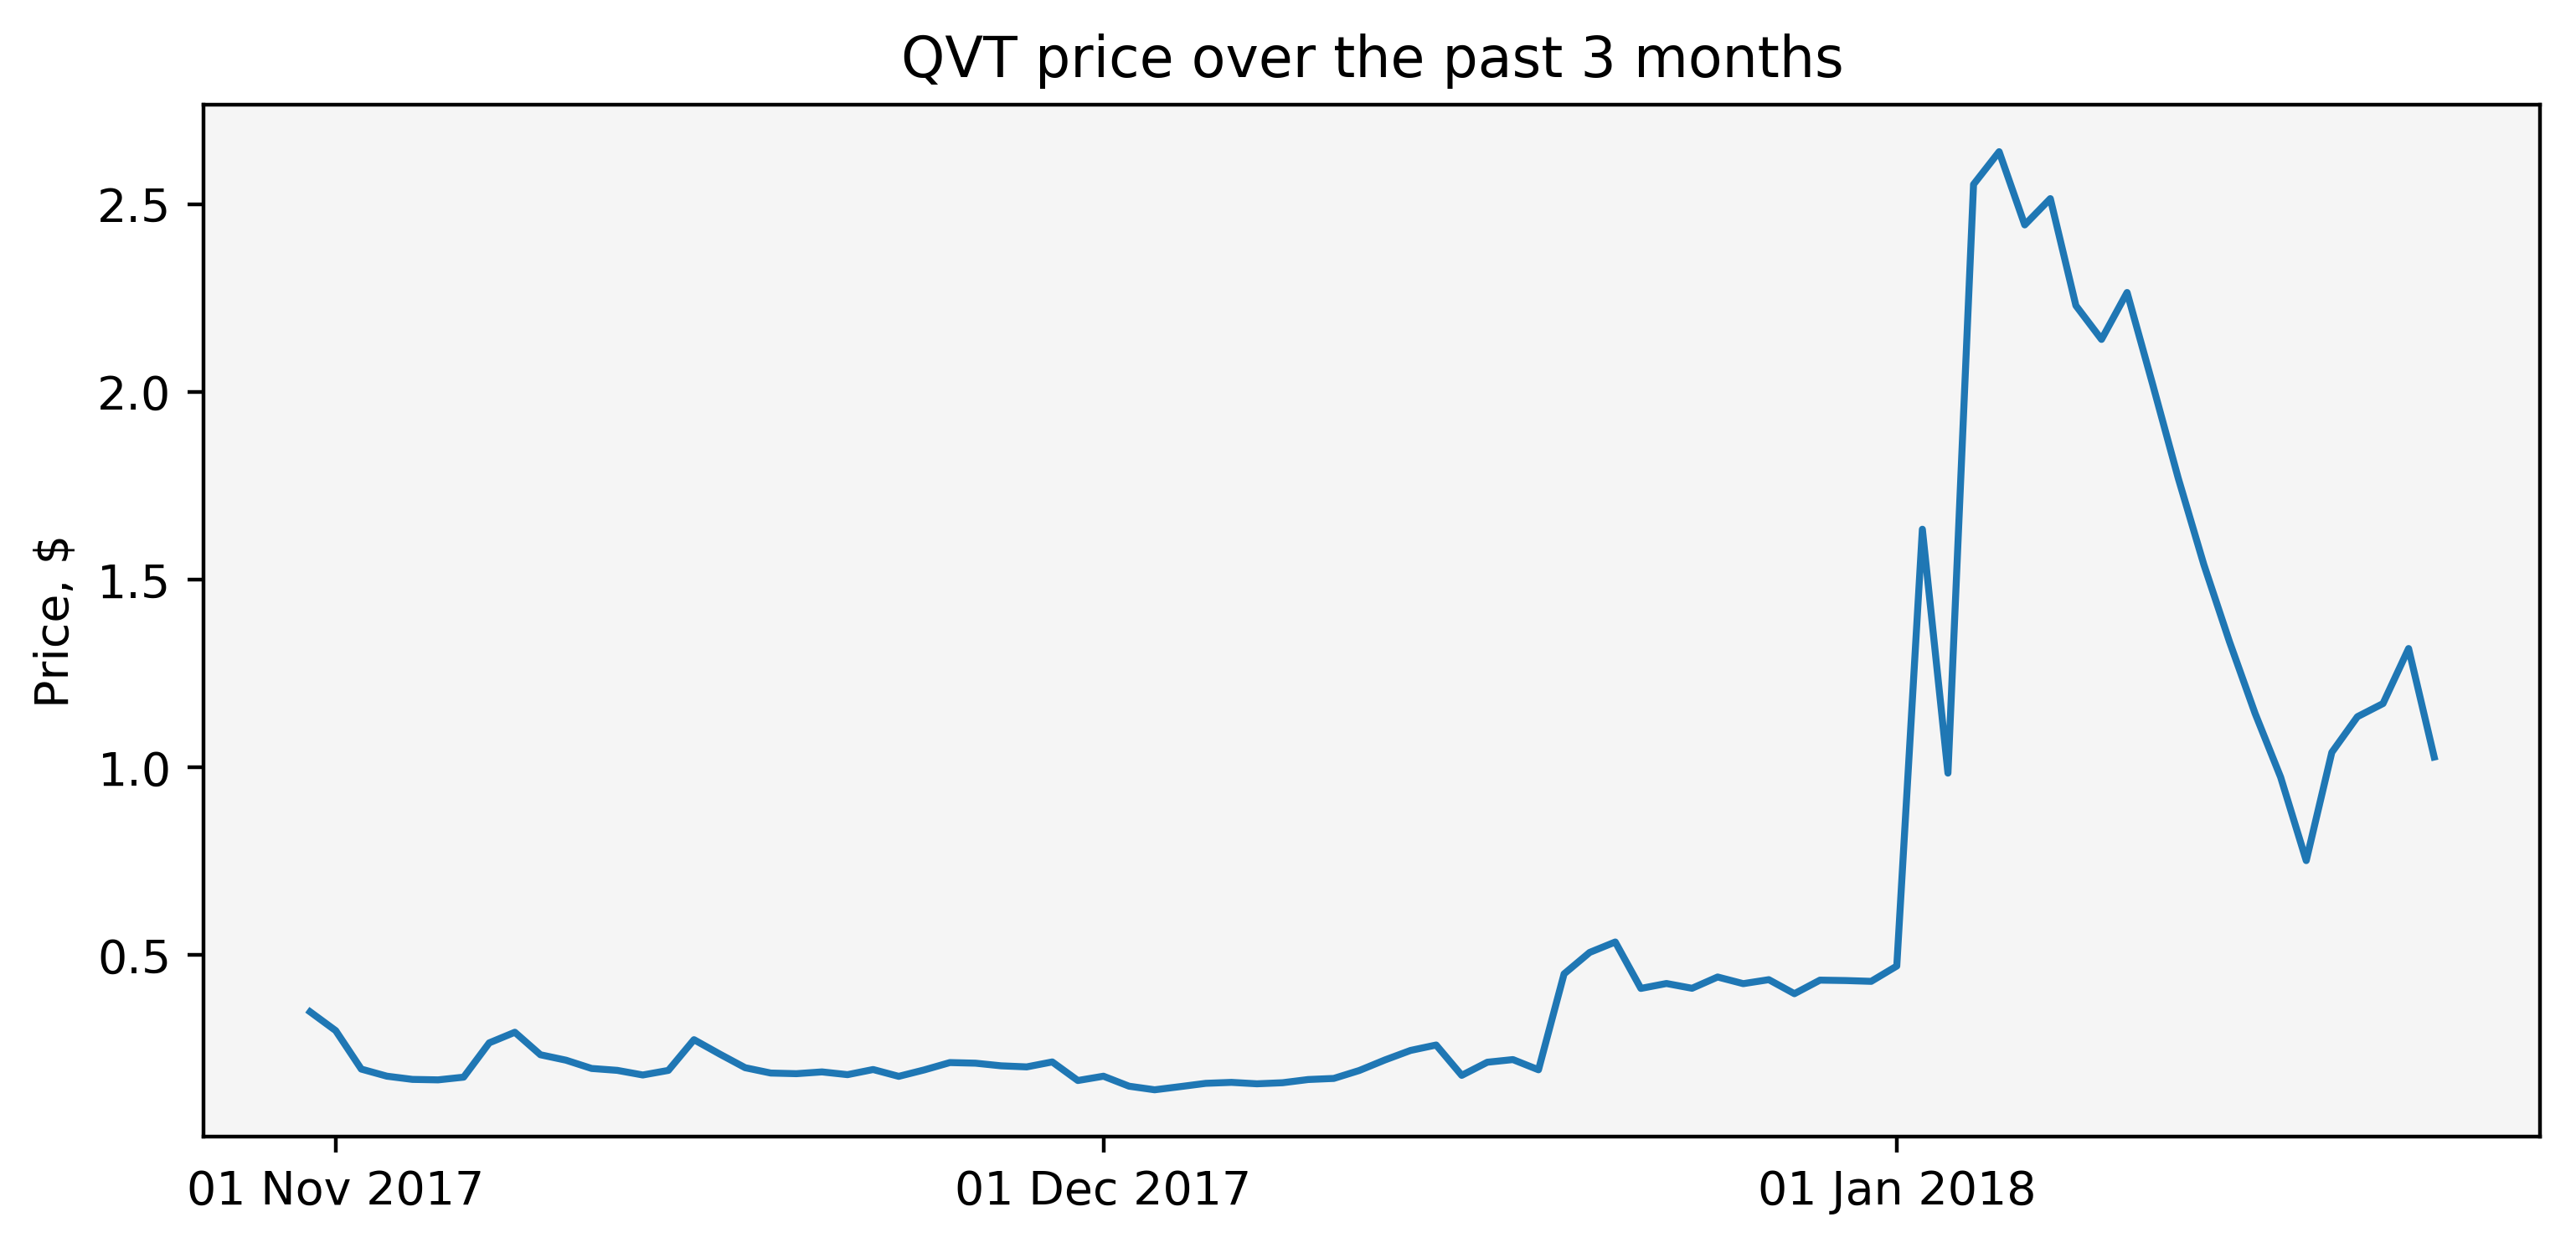 QVT price over the past 3 months
Price, $
2.5
2.0
1.5
1.0
0.5
01 Nov 2017
01 Dec 2017
01 Jan 2018